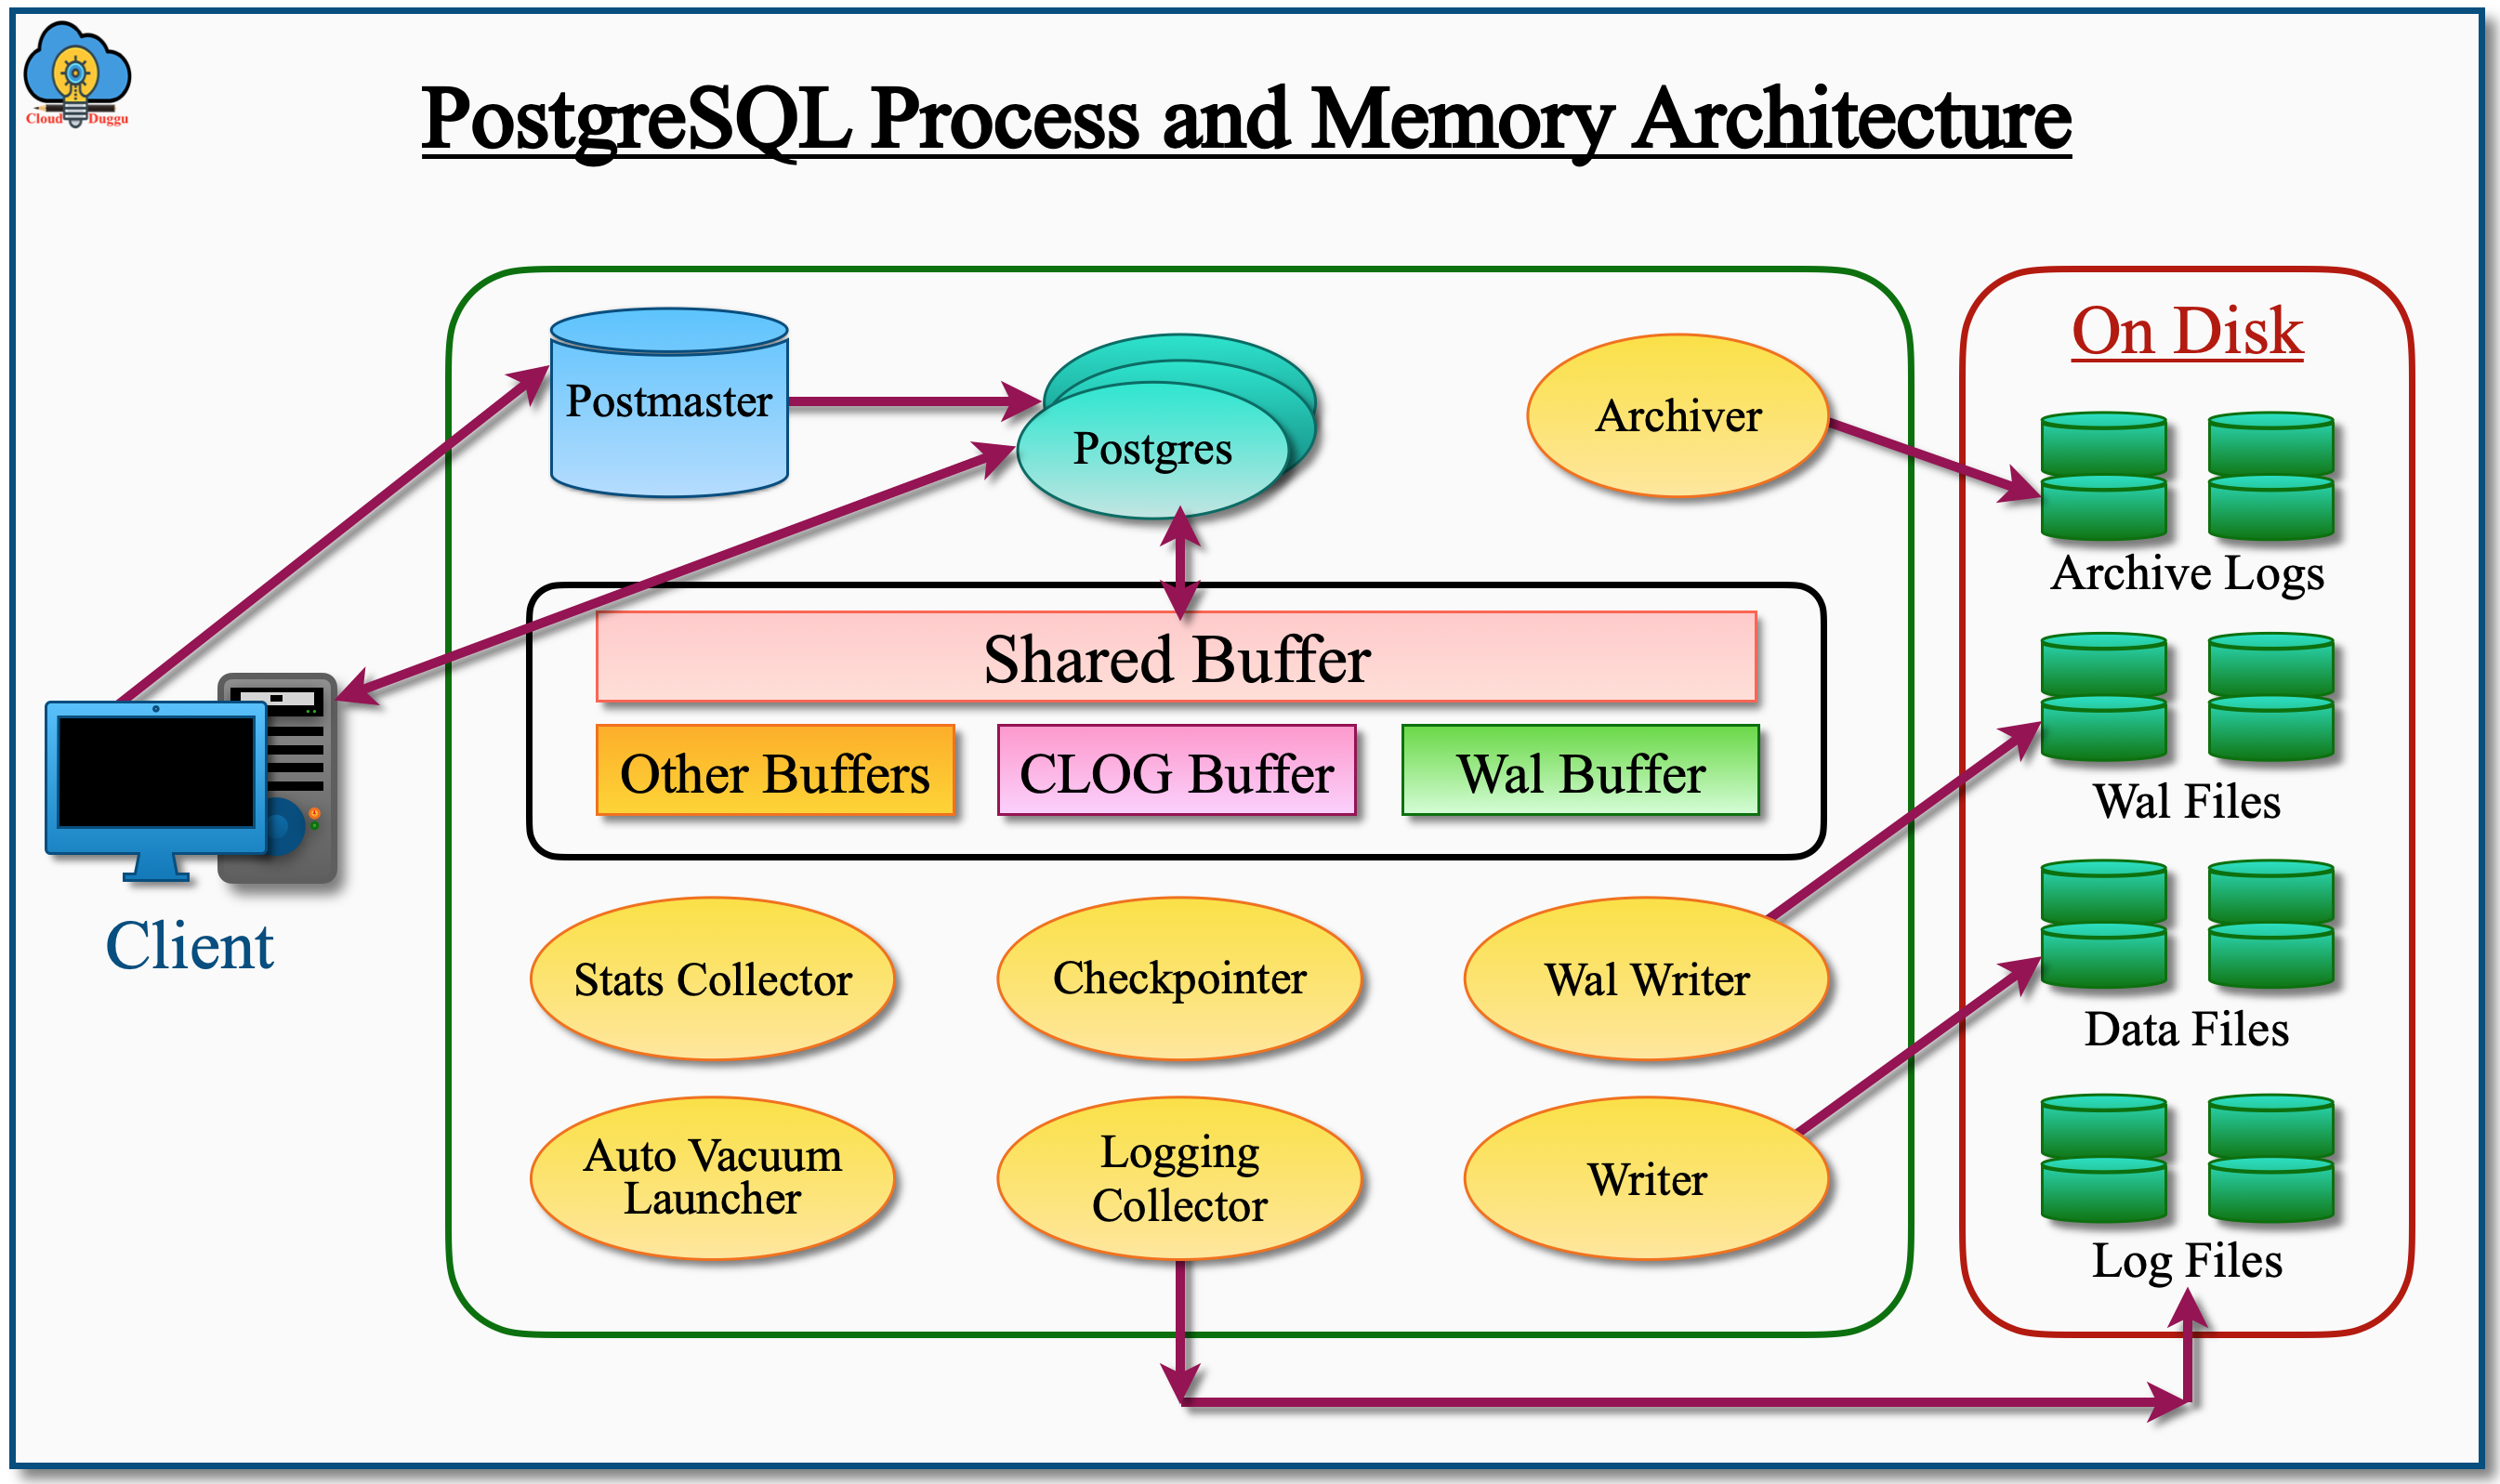 Cloud Duggu
PostgreSQL Process and Memory Architecture
Postmaster
Postgres
Archiver
On Disk
Archive Logs
Shared Buffer
Other Buffers
CLOG Buffer
Wal Buffer
Wal Files
Client
Stats Collector
Checkpointer
Wal Writer
Data Files
Auto Vacuum
Launcher
Logging
Collector
Writer
Log Files